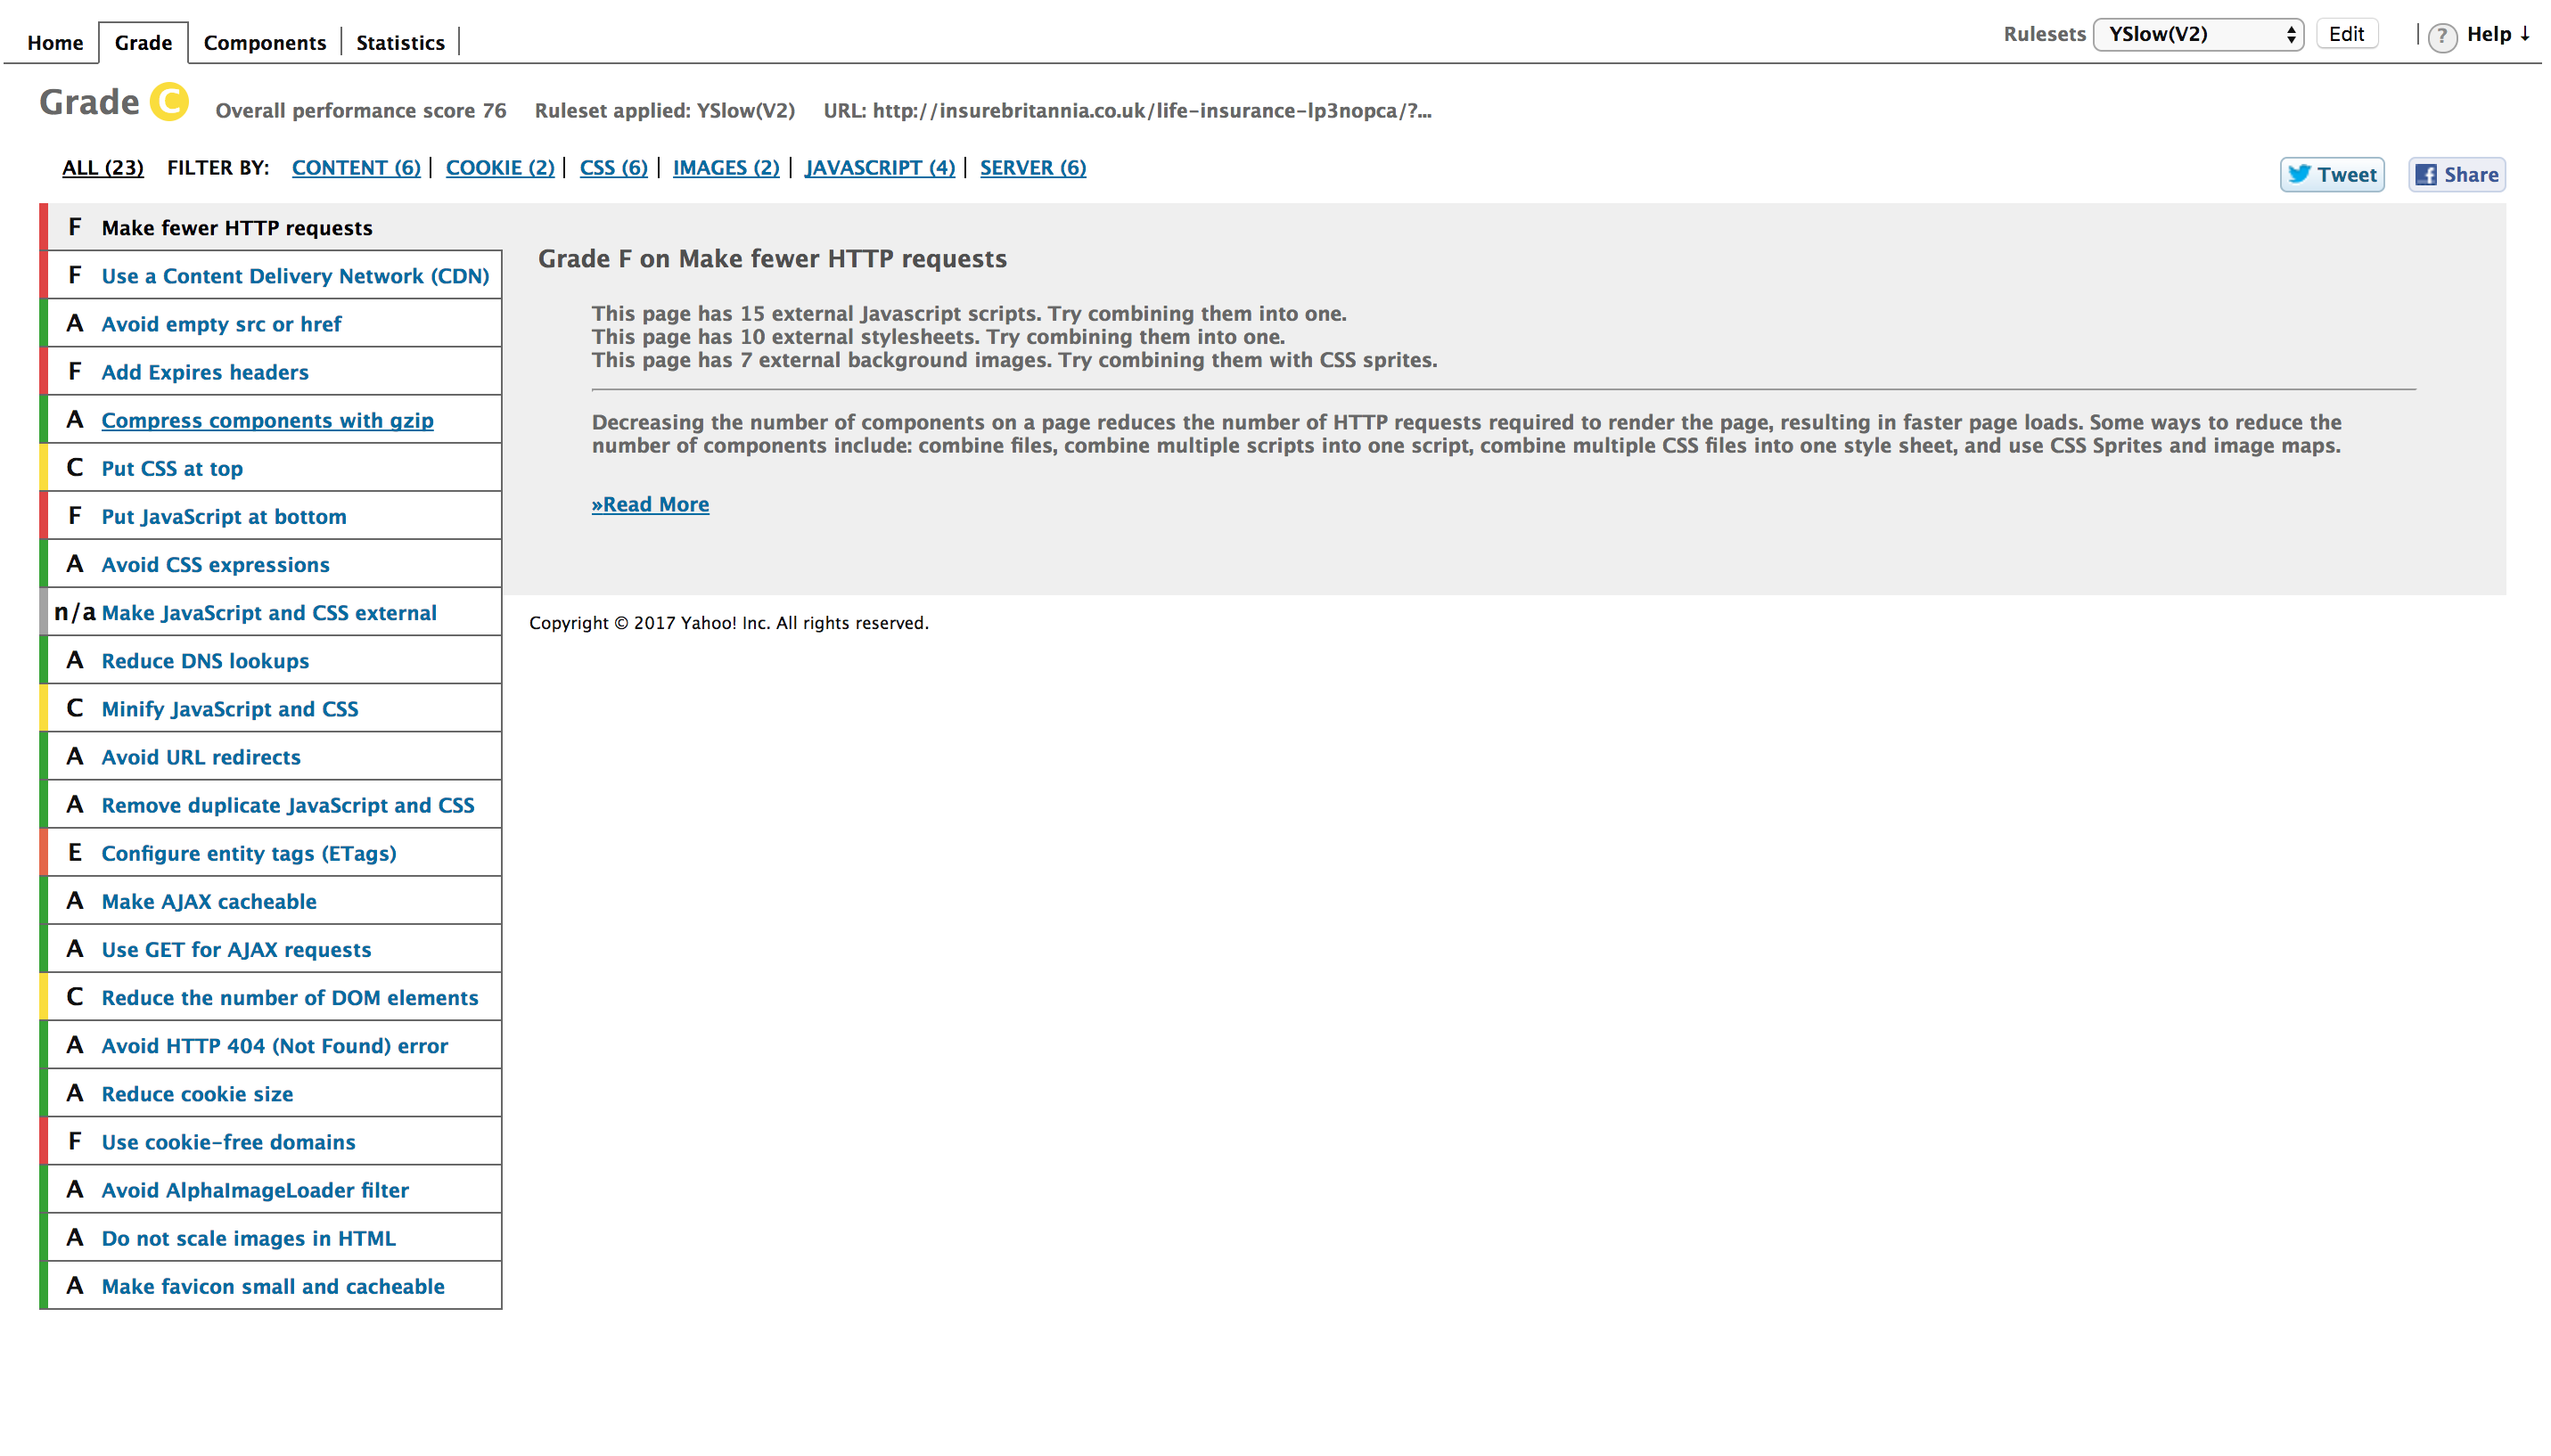 Home Grade Components Statistics Rulesets YSlow(V2) Edit ? Help ↓
Grade C Overall performance score 76 Ruleset applied: YSlow(V2) URL: http://insurebritannia.co.uk/life-insurance-lp3nopca/?...
ALL (23) FILTER BY: CONTENT (6) | COOKIE (2) | CSS (6) | IMAGES (2) | JAVASCRIPT (4) | SERVER (6)
Tweet Share
F Make fewer HTTP requests
F Use a Content Delivery Network (CDN)
A Avoid empty src or href
F Add Expires headers
A Compress components with gzip
C Put CSS at top
F Put JavaScript at bottom
A Avoid CSS expressions
n/a Make JavaScript and CSS external
A Reduce DNS lookups
C Minify JavaScript and CSS
A Avoid URL redirects
A Remove duplicate JavaScript and CSS
E Configure entity tags (ETags)
A Make AJAX cacheable
A Use GET for AJAX requests
C Reduce the number of DOM elements
A Avoid HTTP 404 (Not Found) error
A Reduce cookie size
F Use cookie-free domains
A Avoid AlphaImageLoader filter
A Do not scale images in HTML
A Make favicon small and cacheable
Grade F on Make fewer HTTP requests
This page has 15 external Javascript scripts. Try combining them into one.
This page has 10 external stylesheets. Try combining them into one.
This page has 7 external background images. Try combining them with CSS sprites.
Decreasing the number of components on a page reduces the number of HTTP requests required to render the page, resulting in faster page loads. Some ways to reduce the
number of components include: combine files, combine multiple scripts into one script, combine multiple CSS files into one style sheet, and use CSS Sprites and image maps.
»Read More
Copyright © 2017 Yahoo! Inc. All rights reserved.